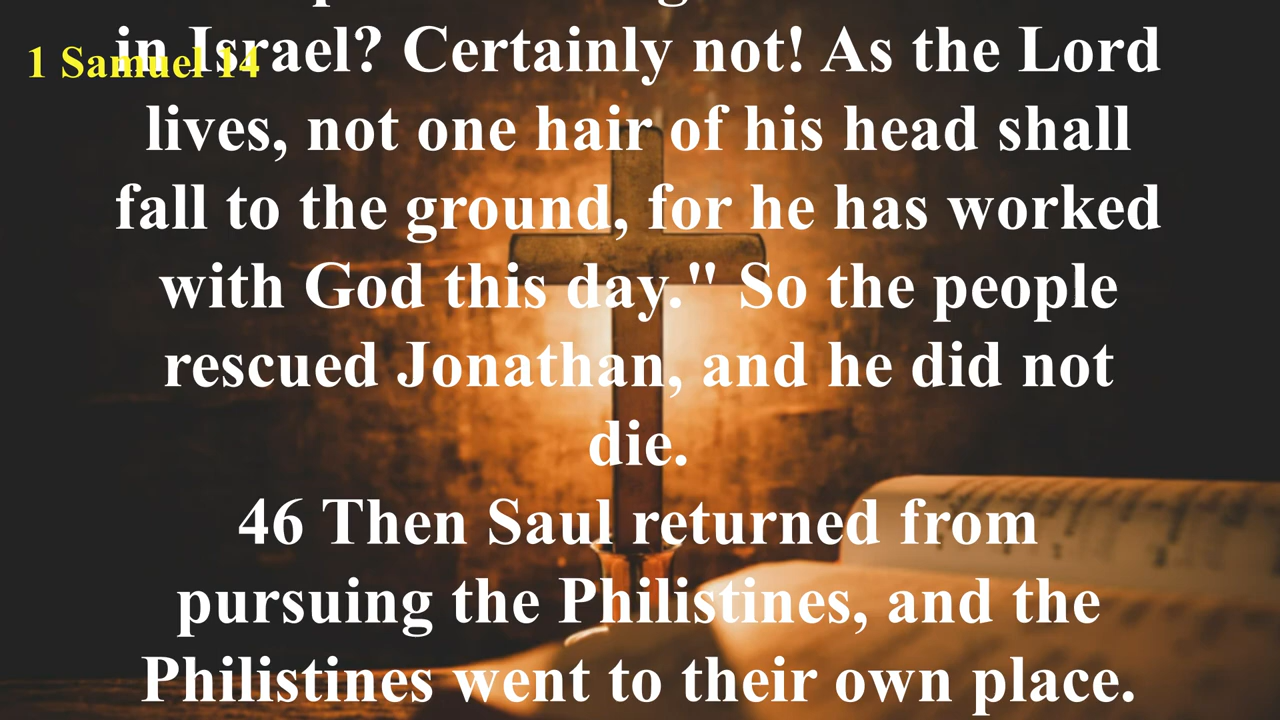 1 Samuel 14
in Israel? Certainly not! As the Lord
lives, not one hair of his head shall
fall to the ground, for he has worked
with God this day." So the people
rescued Jonathan, and he did not
die.
46 Then Saul returned from
pursuing the Philistines, and the
Philistines went to their own place.